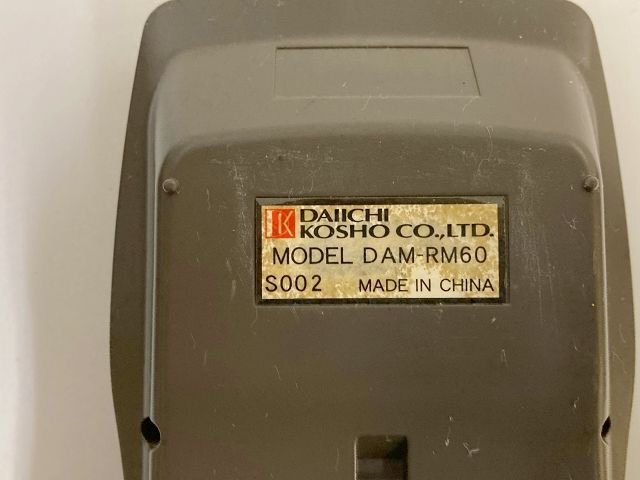 DAIICHI
KOSHO CO.,LTD.
MODEL DAM-RM60
S002 MADE IN CHINA